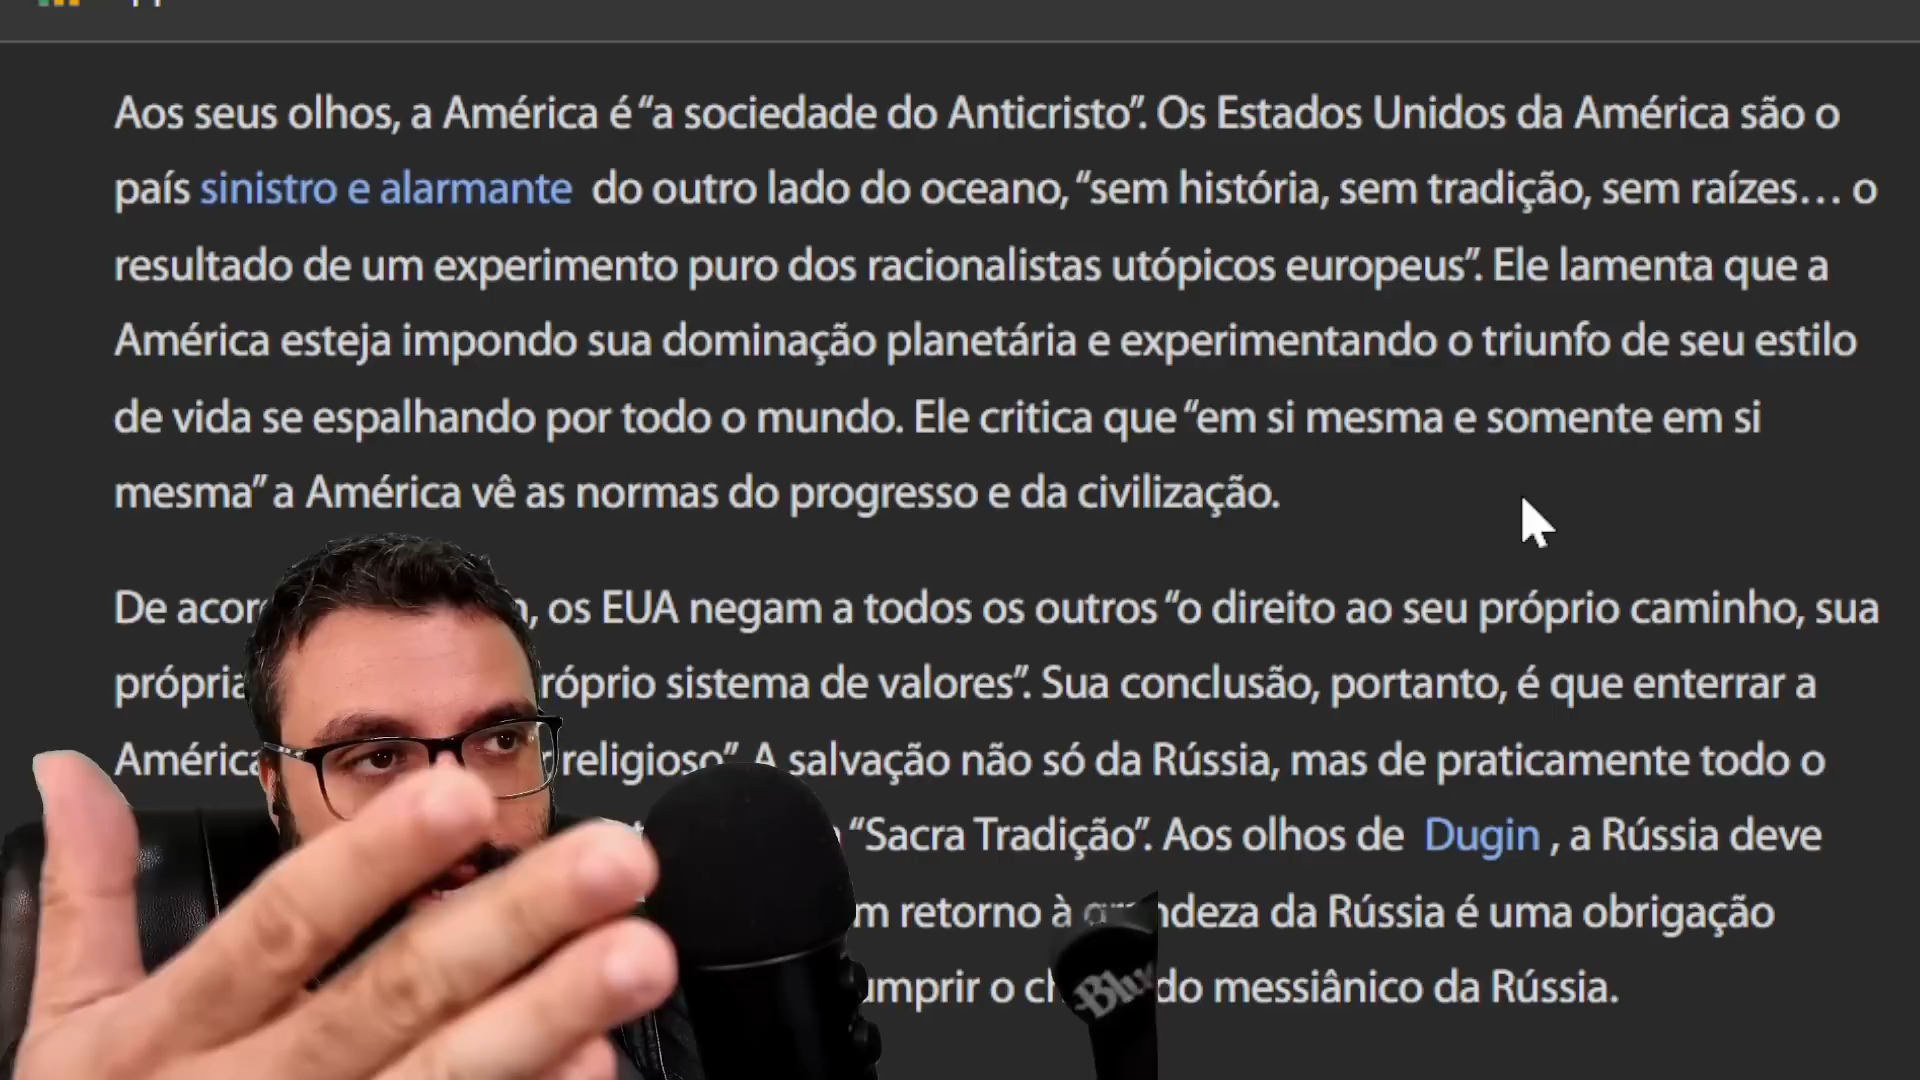 Aos seus olhos, a América é “a sociedade do Anticristo”. Os Estados Unidos da América são o
país sinistro e alarmante do outro lado do oceano, “sem história, sem tradição, sem raízes… o
resultado de um experimento puro dos racionalistas utópicos europeus”. Ele lamenta que a
América esteja impondo sua dominação planetária e experimentando o triunfo de seu estilo
de vida se espalhando por todo o mundo. Ele critica que “em si mesma e somente em si
mesma” a América vê as normas do progresso e da civilização.
De os EUA negam a todos os outros “o direito ao seu próprio caminho, sua
própria sistema de valores”. Sua conclusão, portanto, é que enterrar a
América religioso”. A salvação não só da Rússia, mas de praticamente todo o
“Sacra Tradição”. Aos olhos de Dugin , a Rússia deve
retorno à da Rússia é uma obrigação
o messiânico da Rússia.
Blue